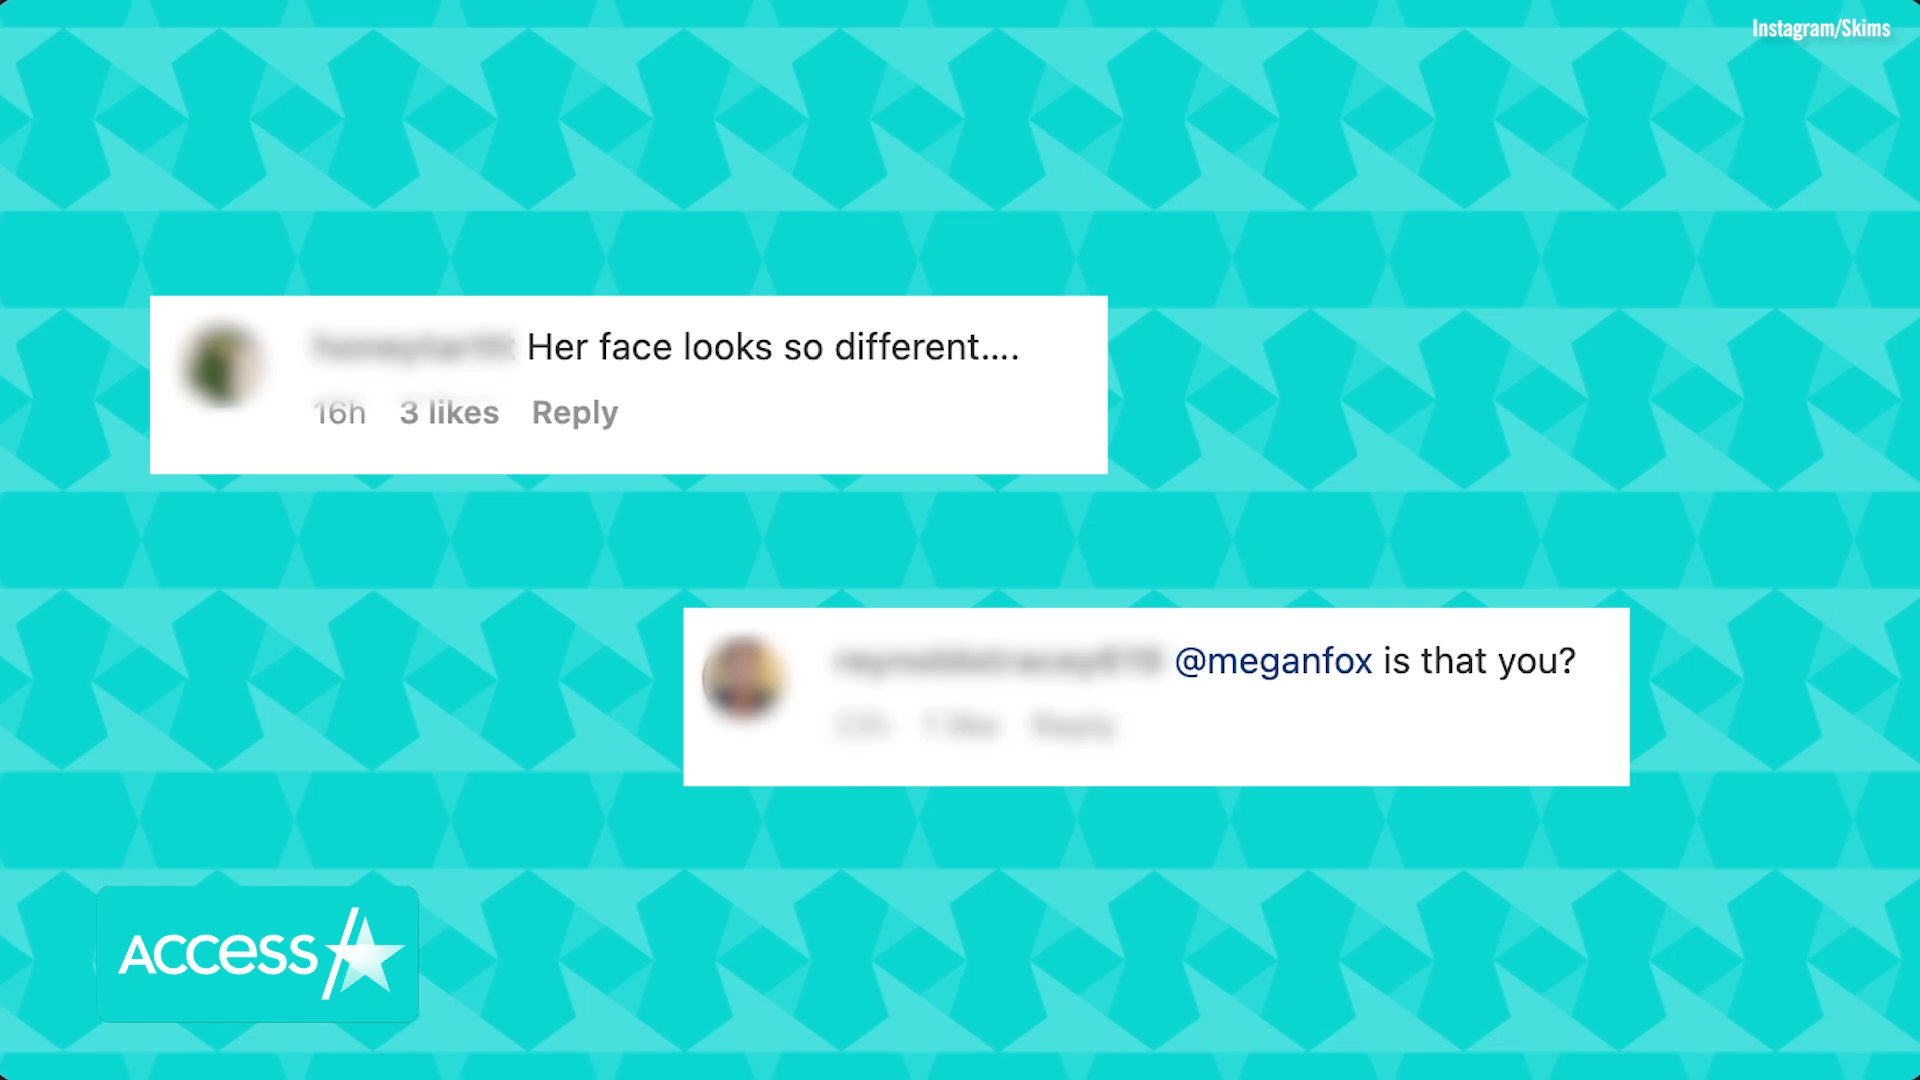 Instagram/Skims
Her face looks so different....
16h 3 likes Reply
@meganfox is that you?
ACCESS